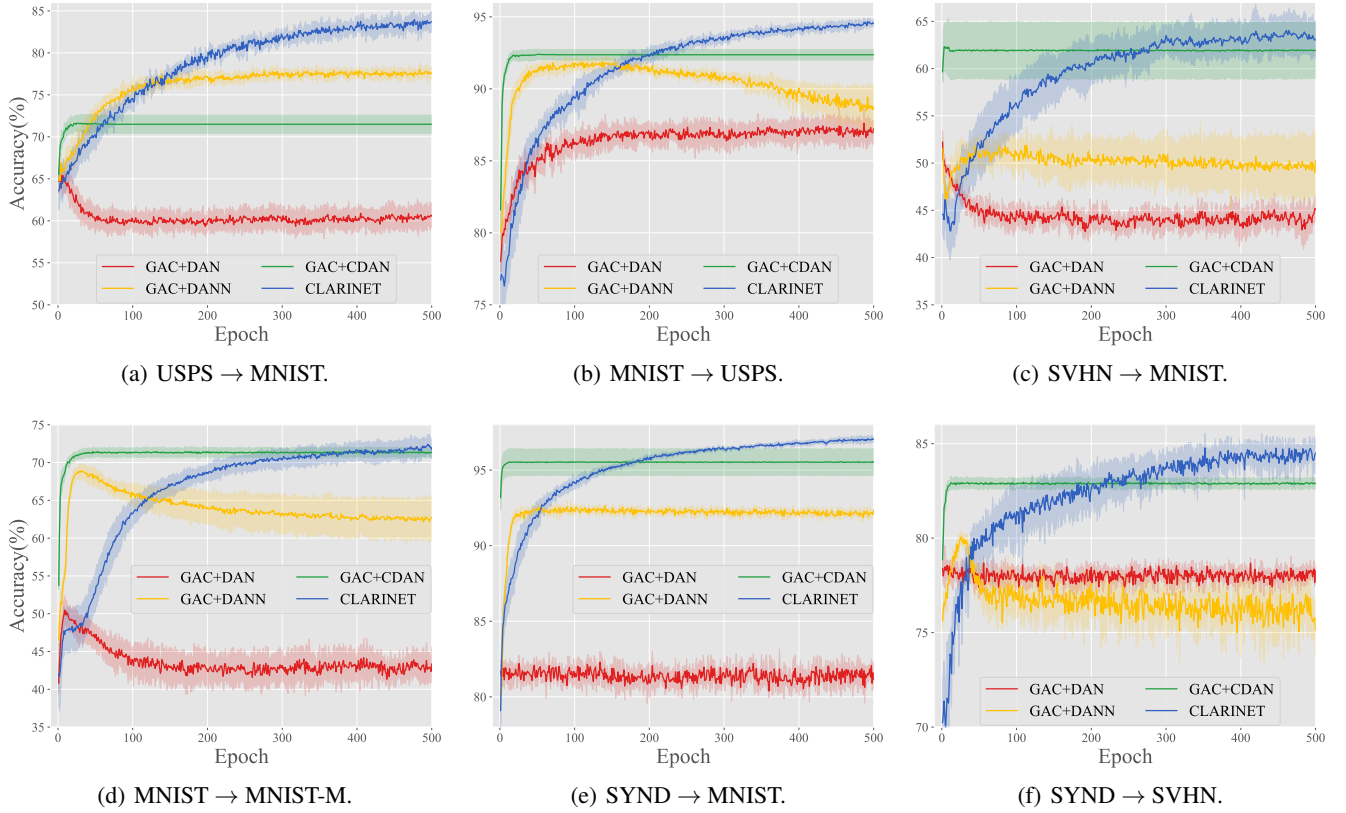 85
80
75
70
65
60
55
50
Accuracy(%)
GAC+DAN GAC+CDAN
GAC+DANN CLARINET
0 100 200 300 400 500
Epoch
(a) USPS → MNIST.
95
90
85
80
75
GAC+DAN GAC+CDAN
GAC+DANN CLARINET
0 100 200 300 400 500
Epoch
(b) MNIST → USPS.
65
60
55
50
45
40
35
GAC+DAN GAC+CDAN
GAC+DANN CLARINET
0 100 200 300 400 500
Epoch
(c) SVHN → MNIST.
75
70
65
60
55
50
45
40
35
Accuracy(%)
GAC+DAN GAC+CDAN
GAC+DANN CLARINET
0 100 200 300 400 500
Epoch
(d) MNIST → MNIST-M.
95
90
85
80
GAC+DAN GAC+CDAN
GAC+DANN CLARINET
0 100 200 300 400 500
Epoch
(e) SYND → MNIST.
85
80
75
70
GAC+DAN GAC+CDAN
GAC+DANN CLARINET
0 100 200 300 400 500
Epoch
(f) SYND → SVHN.